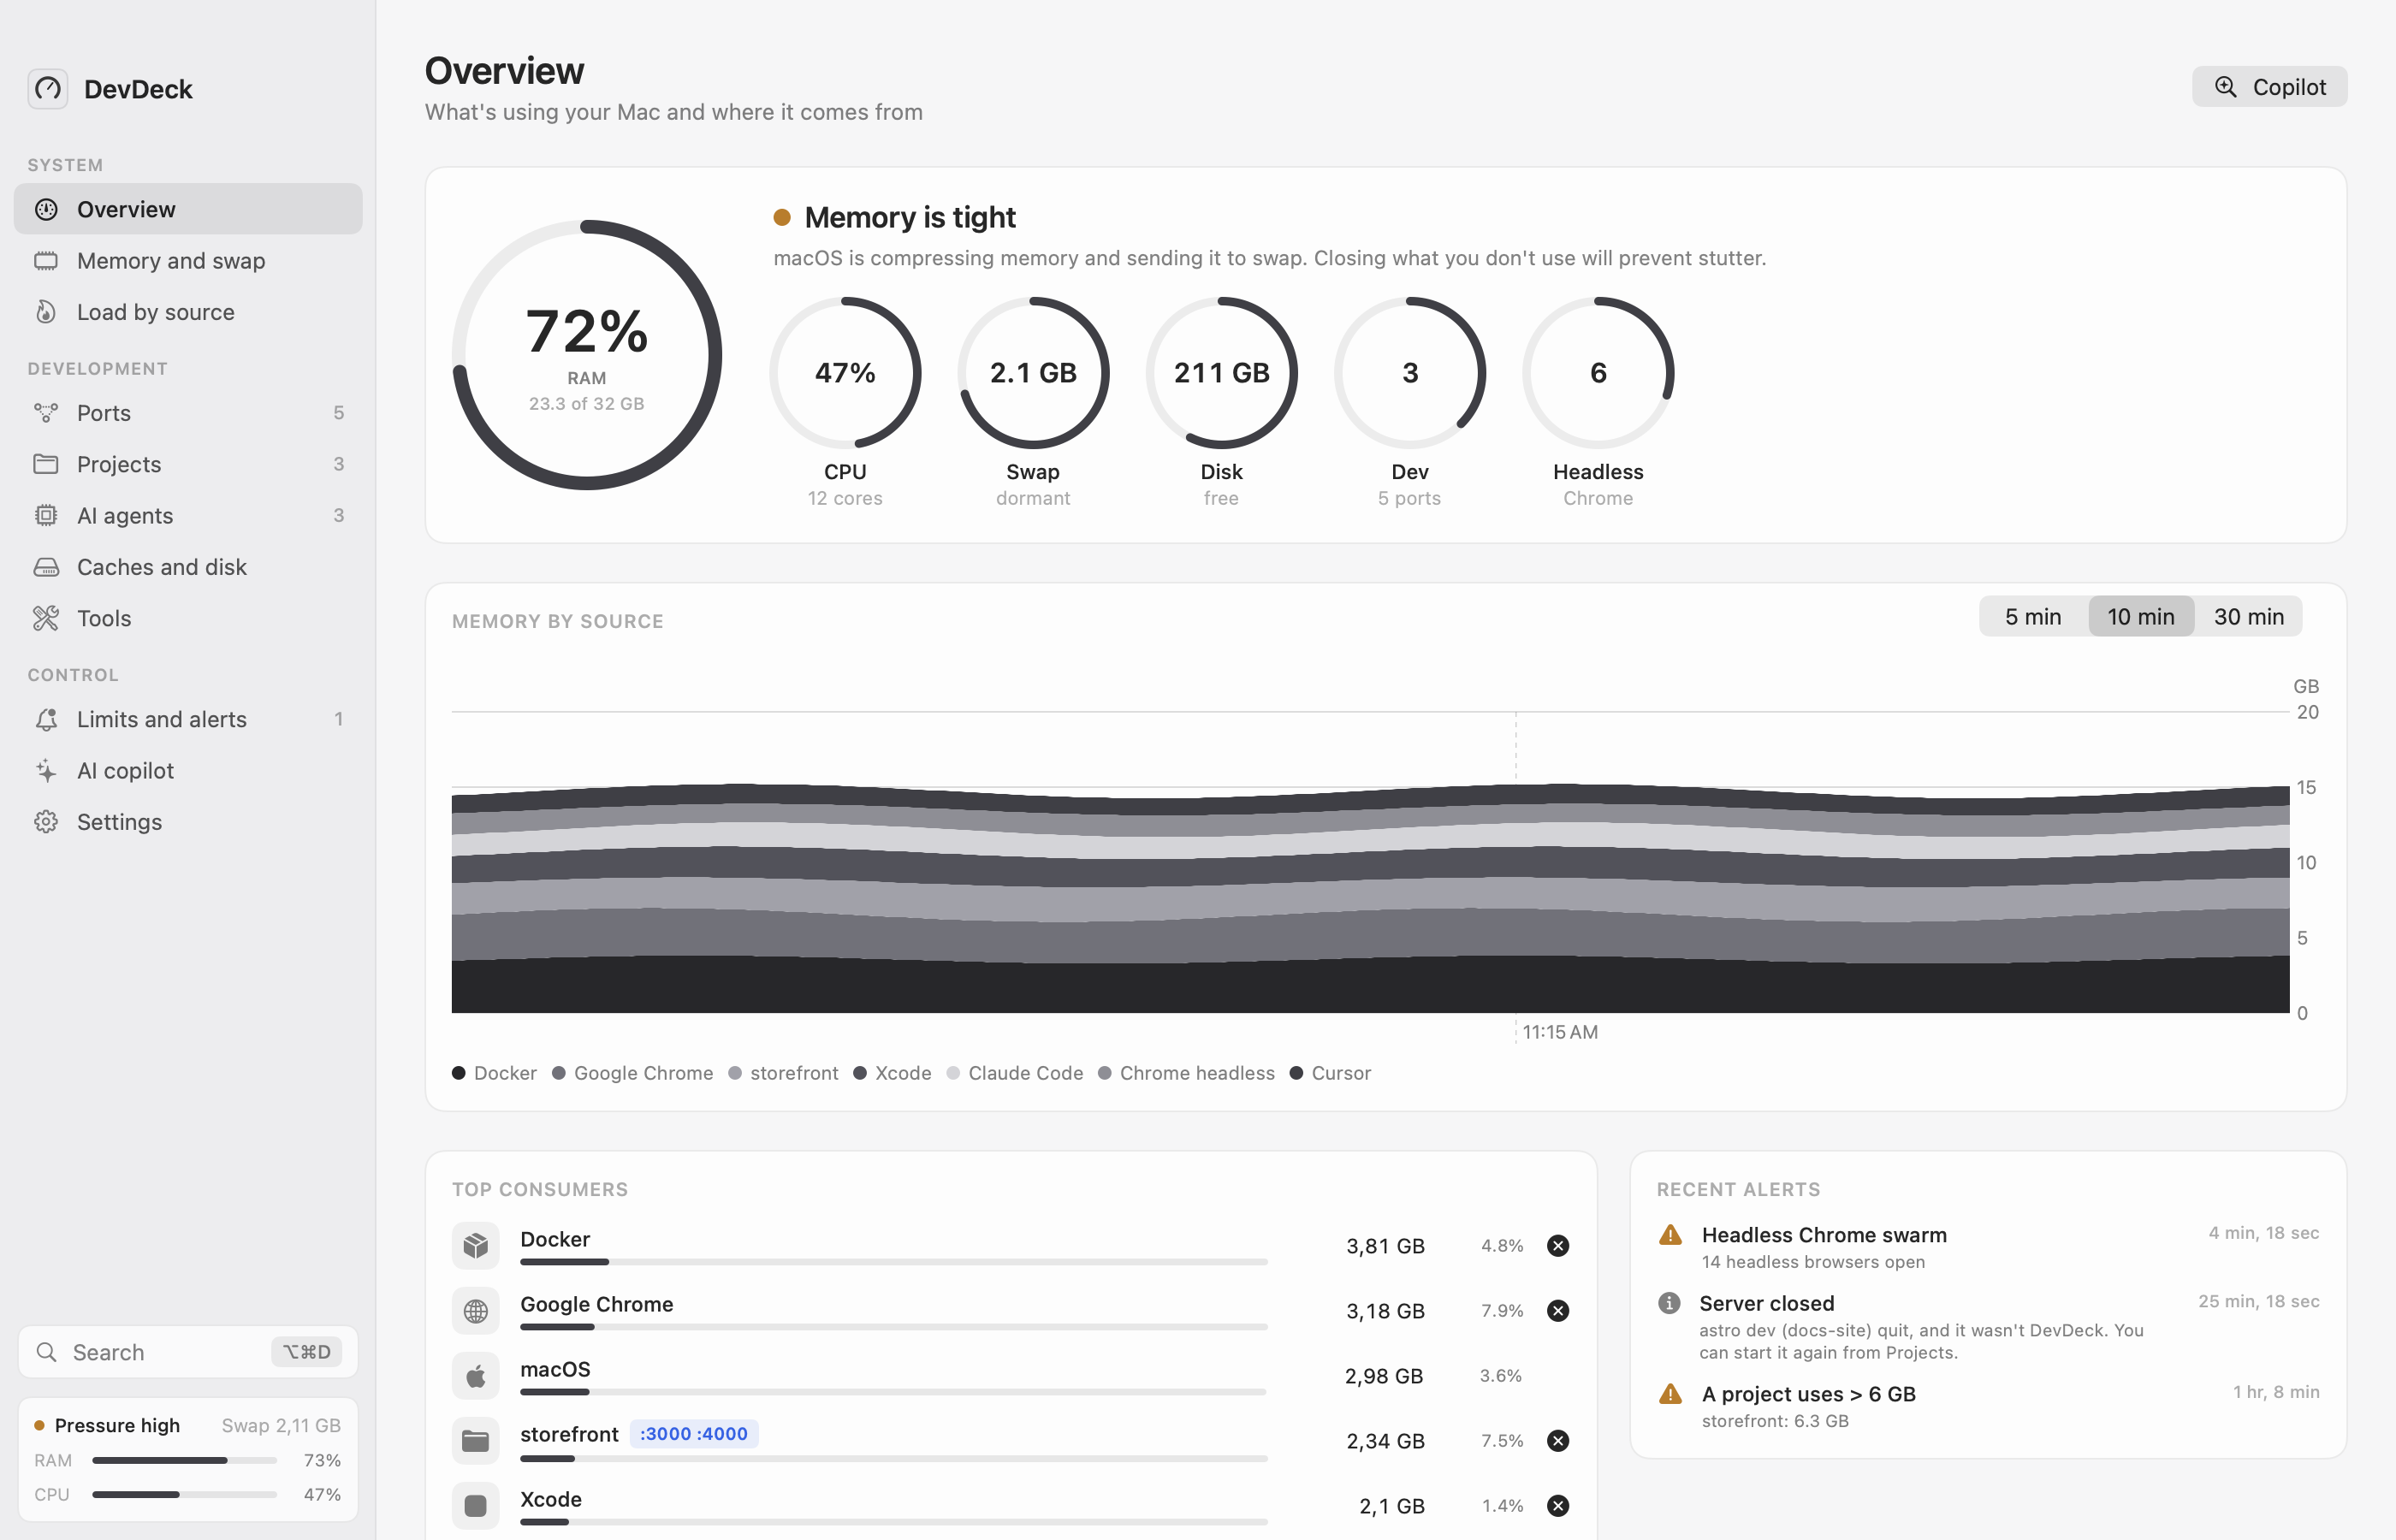 DevDeck
SYSTEM
Overview
Memory and swap
Load by source
DEVELOPMENT
Ports 5
Projects 3
AI agents 3
Caches and disk
Tools
CONTROL
Limits and alerts 1
AI copilot
Settings
Search ⌥⌘D
Pressure high Swap 2,11 GB
RAM 73%
CPU 47%
Overview
What's using your Mac and where it comes from
Copilot
72%
RAM
23.3 of 32 GB
Memory is tight
macOS is compressing memory and sending it to swap. Closing what you don't use will prevent stutter.
47%
CPU
12 cores
2.1 GB
Swap
dormant
211 GB
Disk
free
3
Dev
5 ports
6
Headless
Chrome
MEMORY BY SOURCE
5 min 10 min 30 min
GB
20
15
10
5
0
11:15 AM
Docker Google Chrome storefront Xcode Claude Code Chrome headless Cursor
TOP CONSUMERS
Docker 3,81 GB 4.8%
Google Chrome 3,18 GB 7.9%
macOS 2,98 GB 3.6%
storefront :3000 :4000 2,34 GB 7.5%
Xcode 2,1 GB 1.4%
RECENT ALERTS
Headless Chrome swarm 4 min, 18 sec
14 headless browsers open
Server closed 25 min, 18 sec
astro dev (docs-site) quit, and it wasn't DevDeck. You
can start it again from Projects.
A project uses > 6 GB 1 hr, 8 min
storefront: 6.3 GB